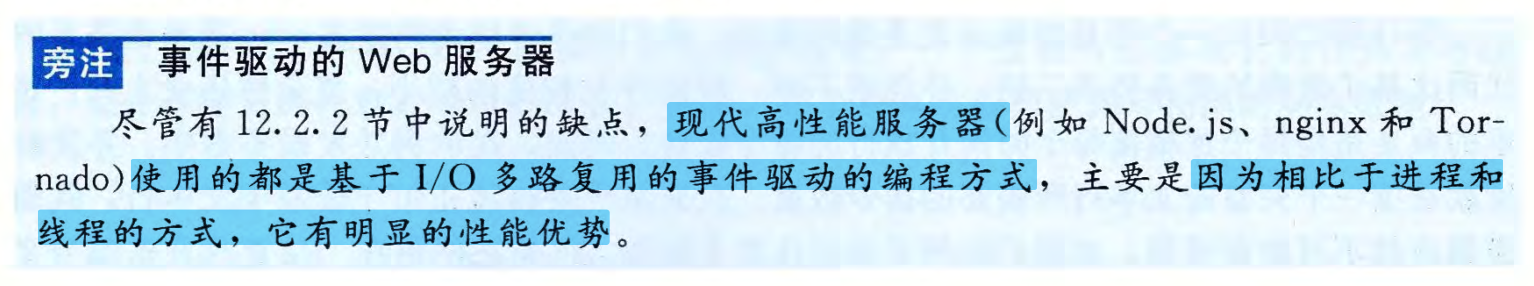 旁注 事件驱动的 Web 服务器
尽管有 12.2.2 节中说明的缺点，现代高性能服务器(例如 Node.js、nginx 和 Tor-
nado)使用的都是基于 I/O 多路复用的事件驱动的编程方式，主要是因为相比于进程和
线程的方式，它有明显的性能优势。